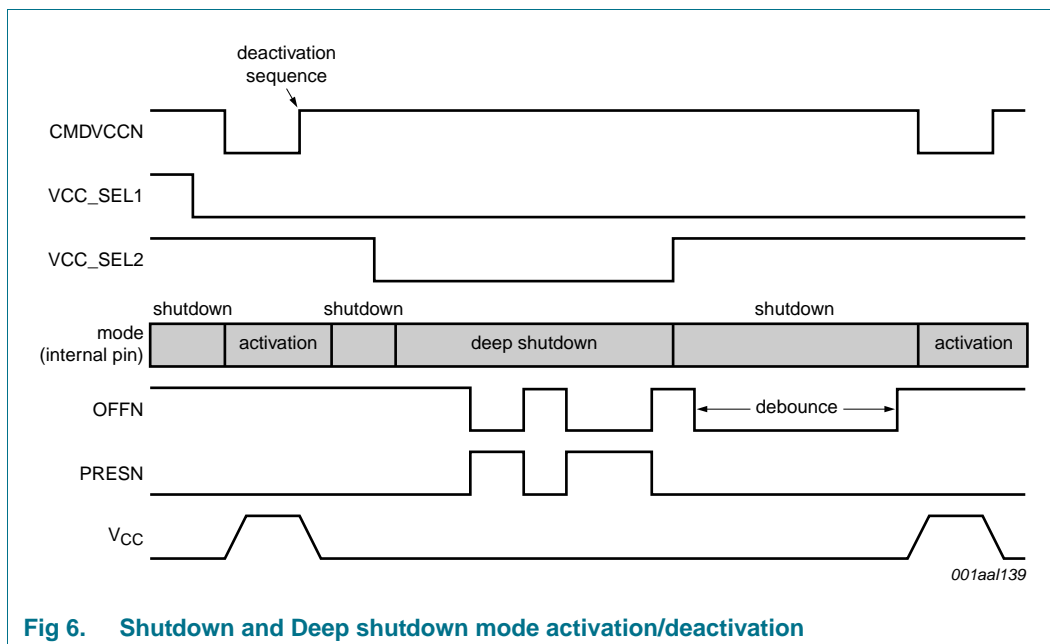 deactivation
sequence
CMDVCCN
VCC_SEL1
VCC_SEL2
shutdown shutdown shutdown
mode
(internal pin)
activation deep shutdown activation
OFFN
debounce
PRESN
VCC
001aal139
Fig 6. Shutdown and Deep shutdown mode activation/deactivation